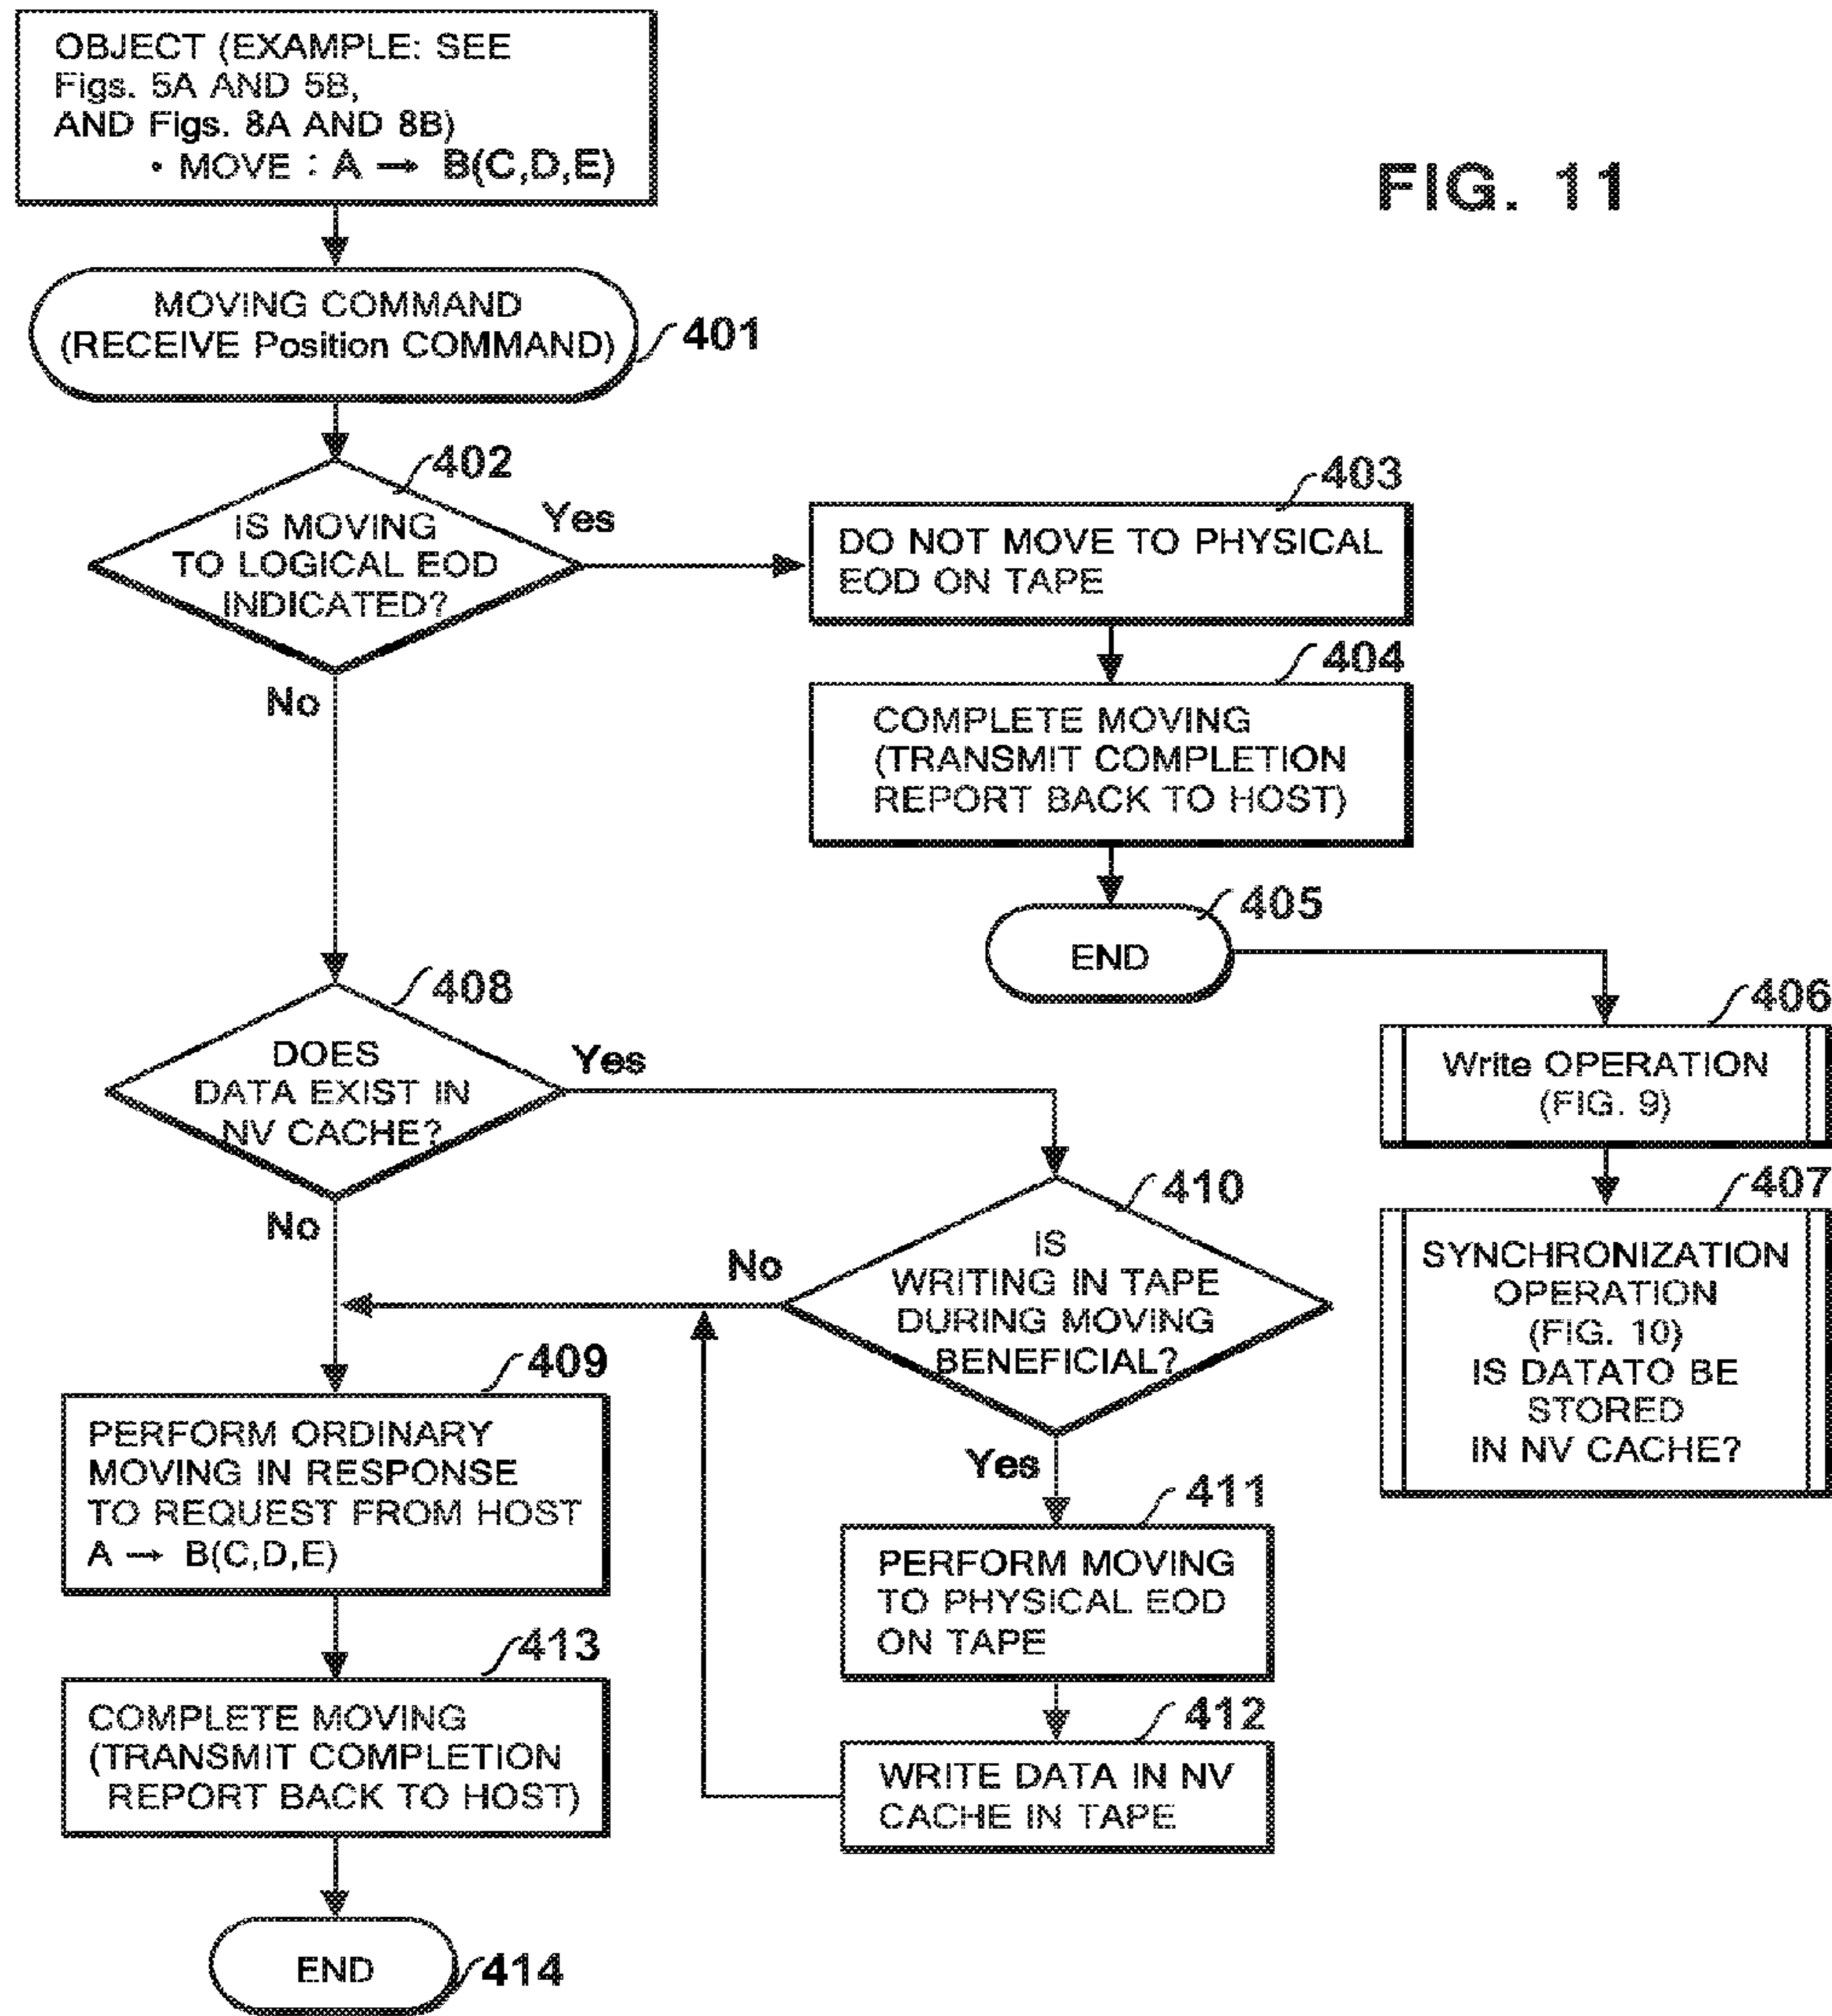 OBJECT (EXAMPLE: SEE
Figs. 5A AND 5B,
AND Figs. 8A AND 8B)
• MOVE : A → B(C,D,E)
FIG. 11
MOVING COMMAND
(RECEIVE Position COMMAND)
401
402
IS MOVING
TO LOGICAL EOD
INDICATED?
Yes
No
403
DO NOT MOVE TO PHYSICAL
EOD ON TAPE
404
COMPLETE MOVING
(TRANSMIT COMPLETION
REPORT BACK TO HOST)
405
END
406
Write OPERATION
(FIG. 9)
407
SYNCHRONIZATION
OPERATION
(FIG. 10)
IS DATATO BE
STORED
IN NV CACHE?
408
DOES
DATA EXIST IN
NV CACHE?
Yes
No
410
IS
WRITING IN TAPE
DURING MOVING
BENEFICIAL?
No
Yes
409
PERFORM ORDINARY
MOVING IN RESPONSE
TO REQUEST FROM HOST
A → B(C,D,E)
411
PERFORM MOVING
TO PHYSICAL EOD
ON TAPE
412
WRITE DATA IN NV
CACHE IN TAPE
413
COMPLETE MOVING
(TRANSMIT COMPLETION
REPORT BACK TO HOST)
END
414